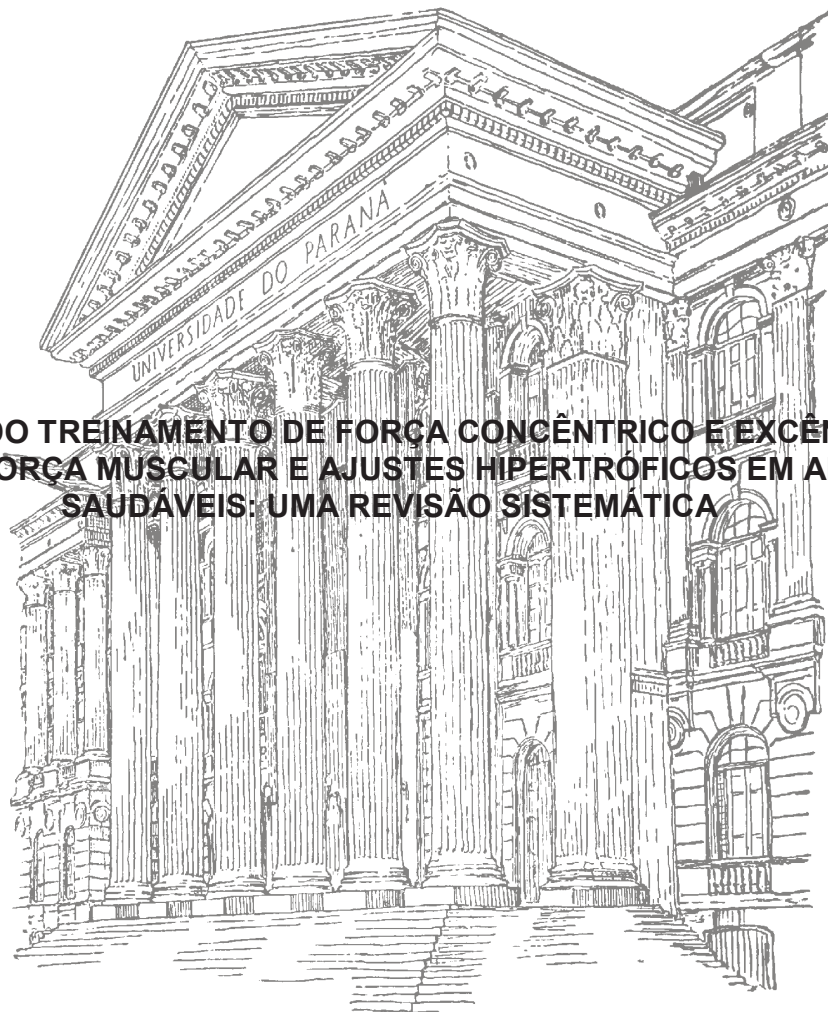 UNIVERSIDADE DO PARANÁ
DO TREINAMENTO DE FORÇA CONCÊNTRICO E EXCÊN
ORÇA MUSCULAR E AJUSTES HIPERTRÓFICOS EM A
SAUDÁVEIS: UMA REVISÃO SISTEMÁTICA